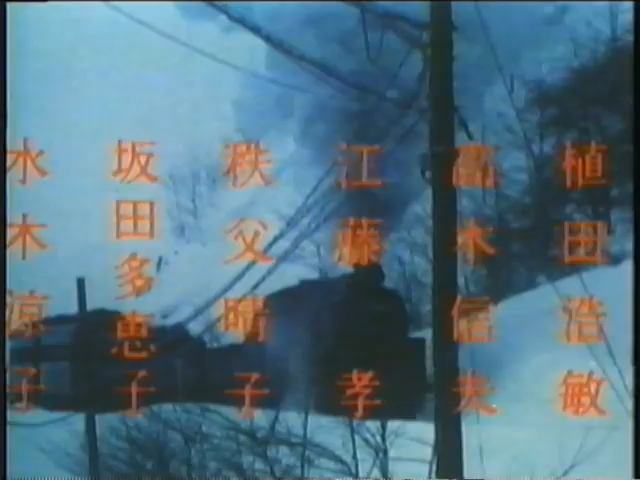 植田浩敏
高木信夫
江藤孝
秩父晴子
坂田多恵子
水木涼子